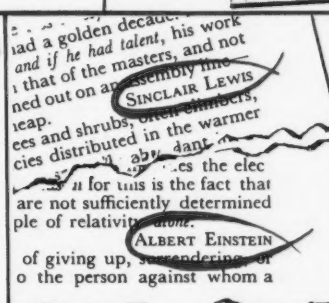 had a golden decade.
and if he had talent, his work
that of the masters, and not
ned out on an assembly line
SINCLAIR LEWIS
heap.
ees and shrubs, often climbers,
cies distributed in the warmer
es the elec
for this is the fact that
are not sufficiently determined
ple of relativity alone.
ALBERT EINSTEIN
of giving up, surrendering, or
o the person against whom a